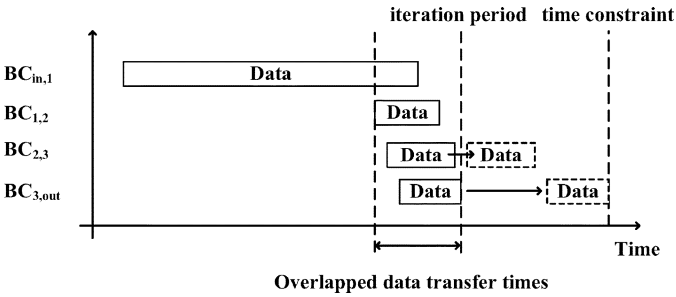 iteration period time constraint
BCin,1 Data
BC1,2 Data
BC2,3 Data Data
BC3,out Data Data
Time
Overlapped data transfer times